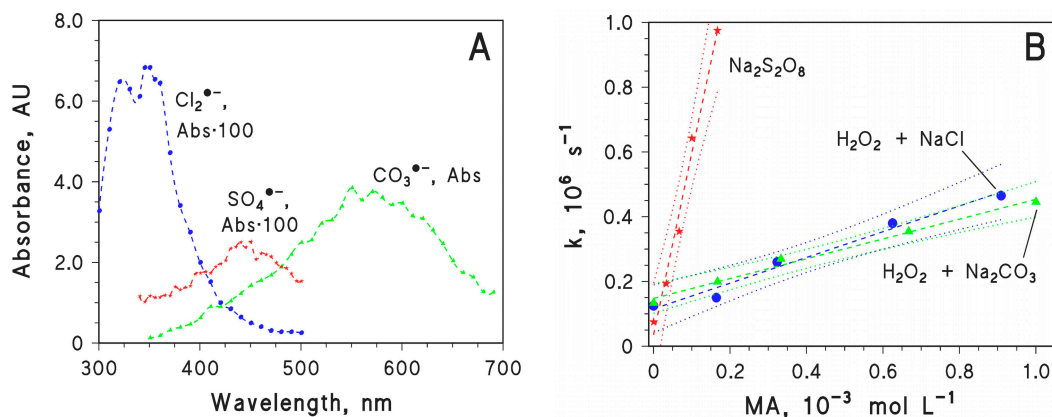 A
8.0
6.0
4.0
2.0
0
Absorbance, AU
Cl₂●−,
Abs·100
SO₄●−,
Abs·100
CO₃●−, Abs
300
400
500
600
700
Wavelength, nm
B
1.0
0.8
0.6
0.4
0.2
0
k, 10⁶ s⁻¹
Na₂S₂O₈
H₂O₂ + NaCl
H₂O₂ + Na₂CO₃
0
0.2
0.4
0.6
0.8
1.0
MA, 10⁻³ mol L⁻¹